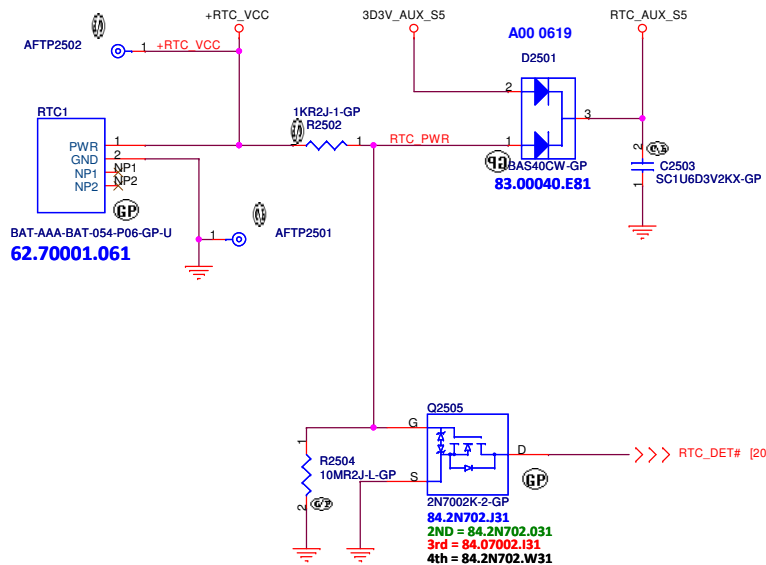 +RTC_VCC
3D3V_AUX_S5
RTC_AUX_S5
A00 0619
AFTP2502
1
+RTC_VCC
D2501
2
3
RTC1
1KR2J-1-GP
R2502
1
RTC_PWR
1
PWR
1
GND
2
NP1
NP1
NP2
NP2
GP
GP
BAS40CW-GP
83.00040.E81
2
C2503
SC1U6D3V2KX-GP
1
BAT-AAA-BAT-054-P06-GP-U
62.70001.061
1
AFTP2501
Q2505
G
1
R2504
10MR2J-L-GP
2
S
D
RTC_DET# [20
GP
2N7002K-2-GP
84.2N702.J31
2ND = 84.2N702.031
3rd = 84.07002.I31
4th = 84.2N702.W31